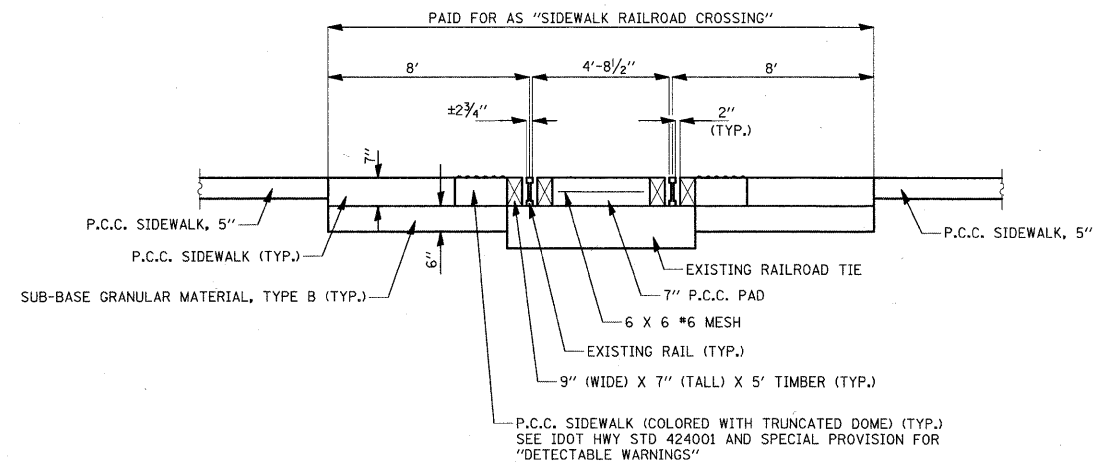 PAID FOR AS "SIDEWALK RAILROAD CROSSING"
8'
4'-8½"
8'
±2¾"
2"
(TYP.)
7"
P.C.C. SIDEWALK, 5"
P.C.C. SIDEWALK, 5"
P.C.C. SIDEWALK (TYP.)
6"
EXISTING RAILROAD TIE
SUB-BASE GRANULAR MATERIAL, TYPE B (TYP.)
7" P.C.C. PAD
6 X 6 #6 MESH
EXISTING RAIL (TYP.)
9" (WIDE) X 7" (TALL) X 5' TIMBER (TYP.)
P.C.C. SIDEWALK (COLORED WITH TRUNCATED DOME) (TYP.)
SEE IDOT HWY STD 424001 AND SPECIAL PROVISION FOR
"DETECTABLE WARNINGS"